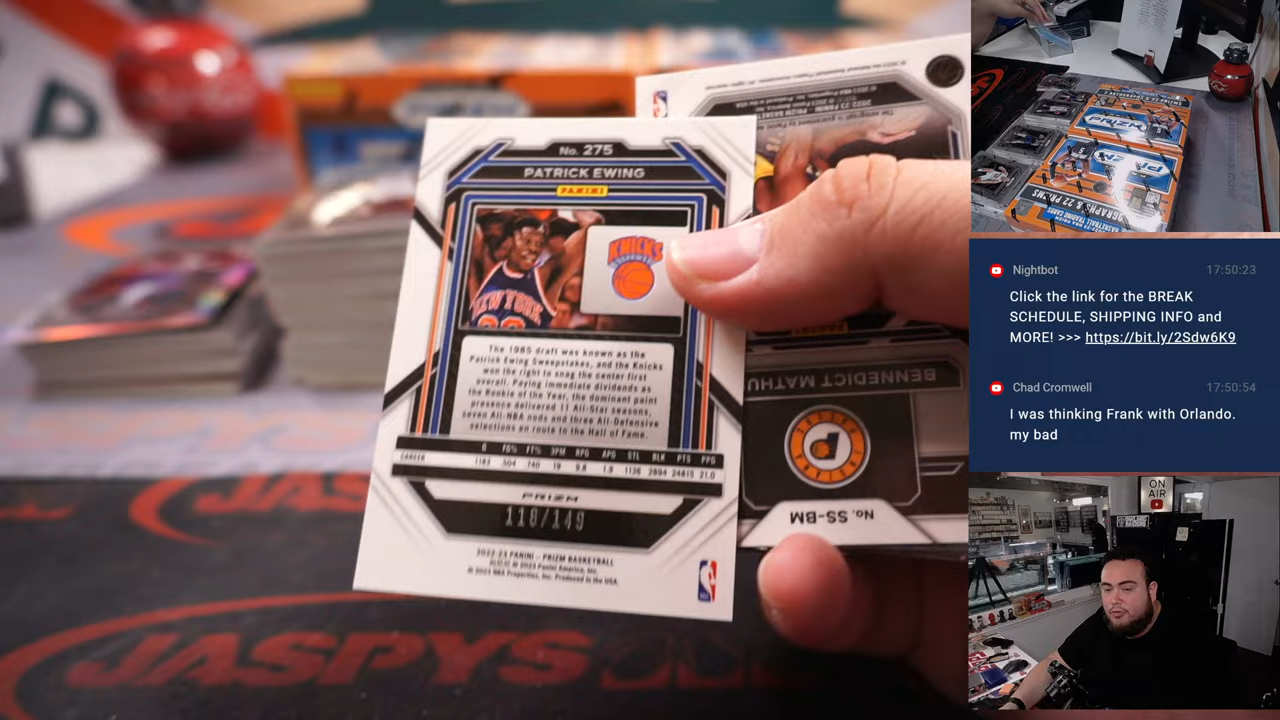 No. 275
PATRICK EWING
PANINI
KNICKS
NEW YORK
The 1985 draft was known as the
Patrick Ewing Sweepstakes, and the Knicks
won the right to snag the center first
overall. Paying immediate dividends as
the Rookie of the Year, the dominant paint
presence delivered 11 All-Star seasons,
seven All-NBA nods and three All-Defensive
selections en route to the Hall of Fame.
G FG% FT% 3PM RPG APG STL BLK PTS PPG
CAREER 1183 .504 .740 19 9.8 1.9 1136 2894 24815 21.0
PRIZM
118/149
2022-23 PANINI – PRIZM BASKETBALL
© 2023 Panini America, Inc.
© 2023 NBA Properties, Inc. Produced in the USA.
BENNEDICT MATHU
No. SS-BM
JASPYS
Nightbot 17:50:23
Click the link for the BREAK
SCHEDULE, SHIPPING INFO and
MORE! >>> https://bit.ly/2Sdw6K9
Chad Cromwell 17:50:54
I was thinking Frank with Orlando.
my bad
ON
AIR